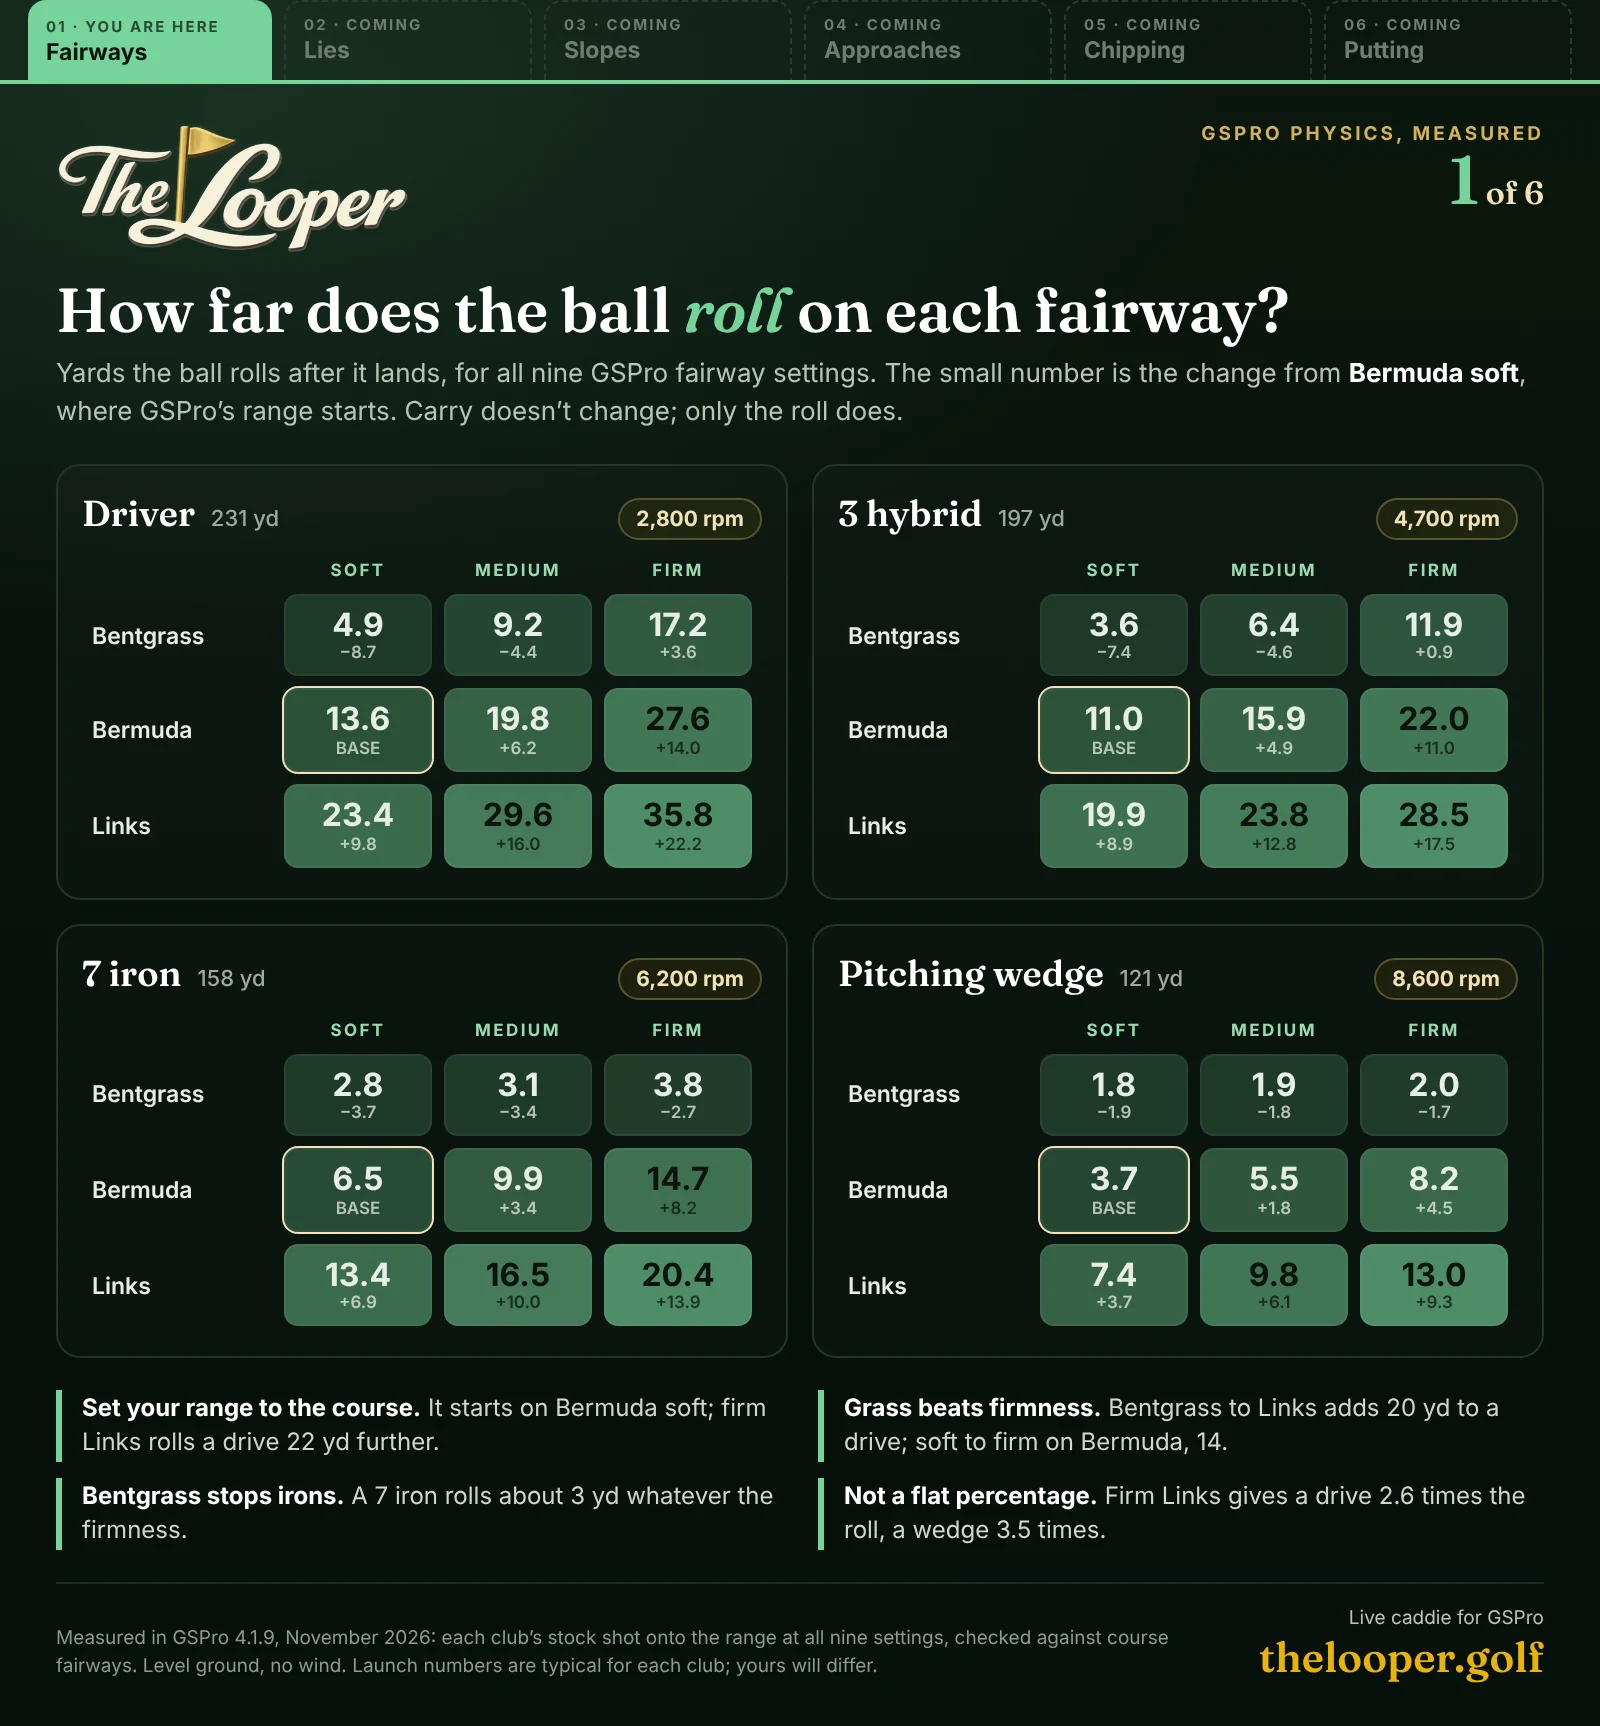 01 · YOU ARE HERE
Fairways
02 · COMING
Lies
03 · COMING
Slopes
04 · COMING
Approaches
05 · COMING
Chipping
06 · COMING
Putting
The Looper
GSPRO PHYSICS, MEASURED
1 of 6
How far does the ball roll on each fairway?
Yards the ball rolls after it lands, for all nine GSPro fairway settings. The small number is the change from Bermuda soft,
where GSPro’s range starts. Carry doesn’t change; only the roll does.
Driver 231 yd 2,800 rpm
SOFT MEDIUM FIRM
Bentgrass 4.9 9.2 17.2
−8.7 −4.4 +3.6
Bermuda 13.6 19.8 27.6
BASE +6.2 +14.0
Links 23.4 29.6 35.8
+9.8 +16.0 +22.2
3 hybrid 197 yd 4,700 rpm
SOFT MEDIUM FIRM
Bentgrass 3.6 6.4 11.9
−7.4 −4.6 +0.9
Bermuda 11.0 15.9 22.0
BASE +4.9 +11.0
Links 19.9 23.8 28.5
+8.9 +12.8 +17.5
7 iron 158 yd 6,200 rpm
SOFT MEDIUM FIRM
Bentgrass 2.8 3.1 3.8
−3.7 −3.4 −2.7
Bermuda 6.5 9.9 14.7
BASE +3.4 +8.2
Links 13.4 16.5 20.4
+6.9 +10.0 +13.9
Pitching wedge 121 yd 8,600 rpm
SOFT MEDIUM FIRM
Bentgrass 1.8 1.9 2.0
−1.9 −1.8 −1.7
Bermuda 3.7 5.5 8.2
BASE +1.8 +4.5
Links 7.4 9.8 13.0
+3.7 +6.1 +9.3
Set your range to the course. It starts on Bermuda soft; firm
Links rolls a drive 22 yd further.
Grass beats firmness. Bentgrass to Links adds 20 yd to a
drive; soft to firm on Bermuda, 14.
Bentgrass stops irons. A 7 iron rolls about 3 yd whatever the
firmness.
Not a flat percentage. Firm Links gives a drive 2.6 times the
roll, a wedge 3.5 times.
Measured in GSPro 4.1.9, November 2026: each club’s stock shot onto the range at all nine settings, checked against course
fairways. Level ground, no wind. Launch numbers are typical for each club; yours will differ.
Live caddie for GSPro
thelooper.golf